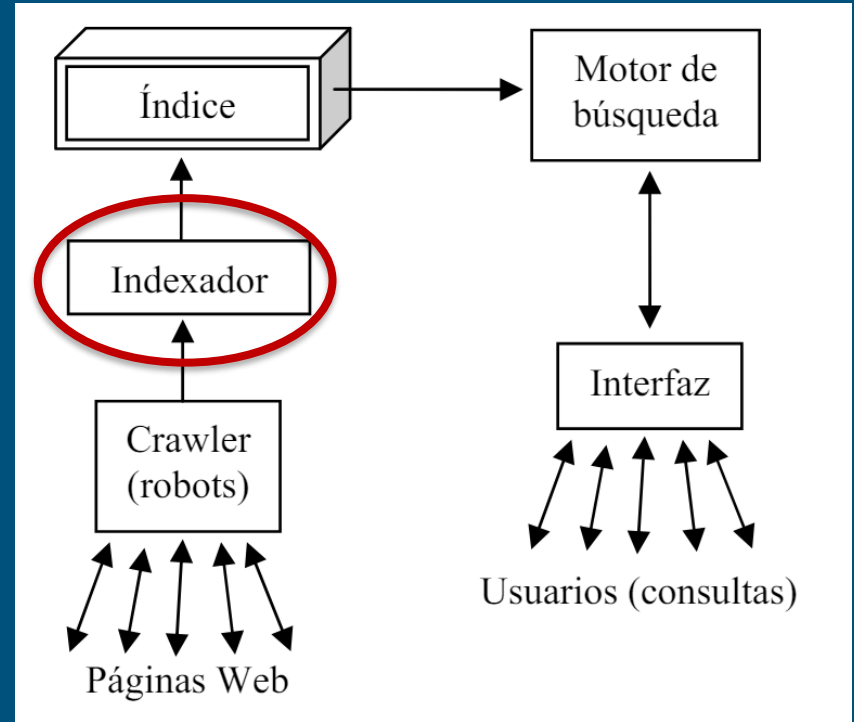 Índice
Motor de
búsqueda
Indexador
Interfaz
Crawler
(robots)
Usuarios (consultas)
Páginas Web